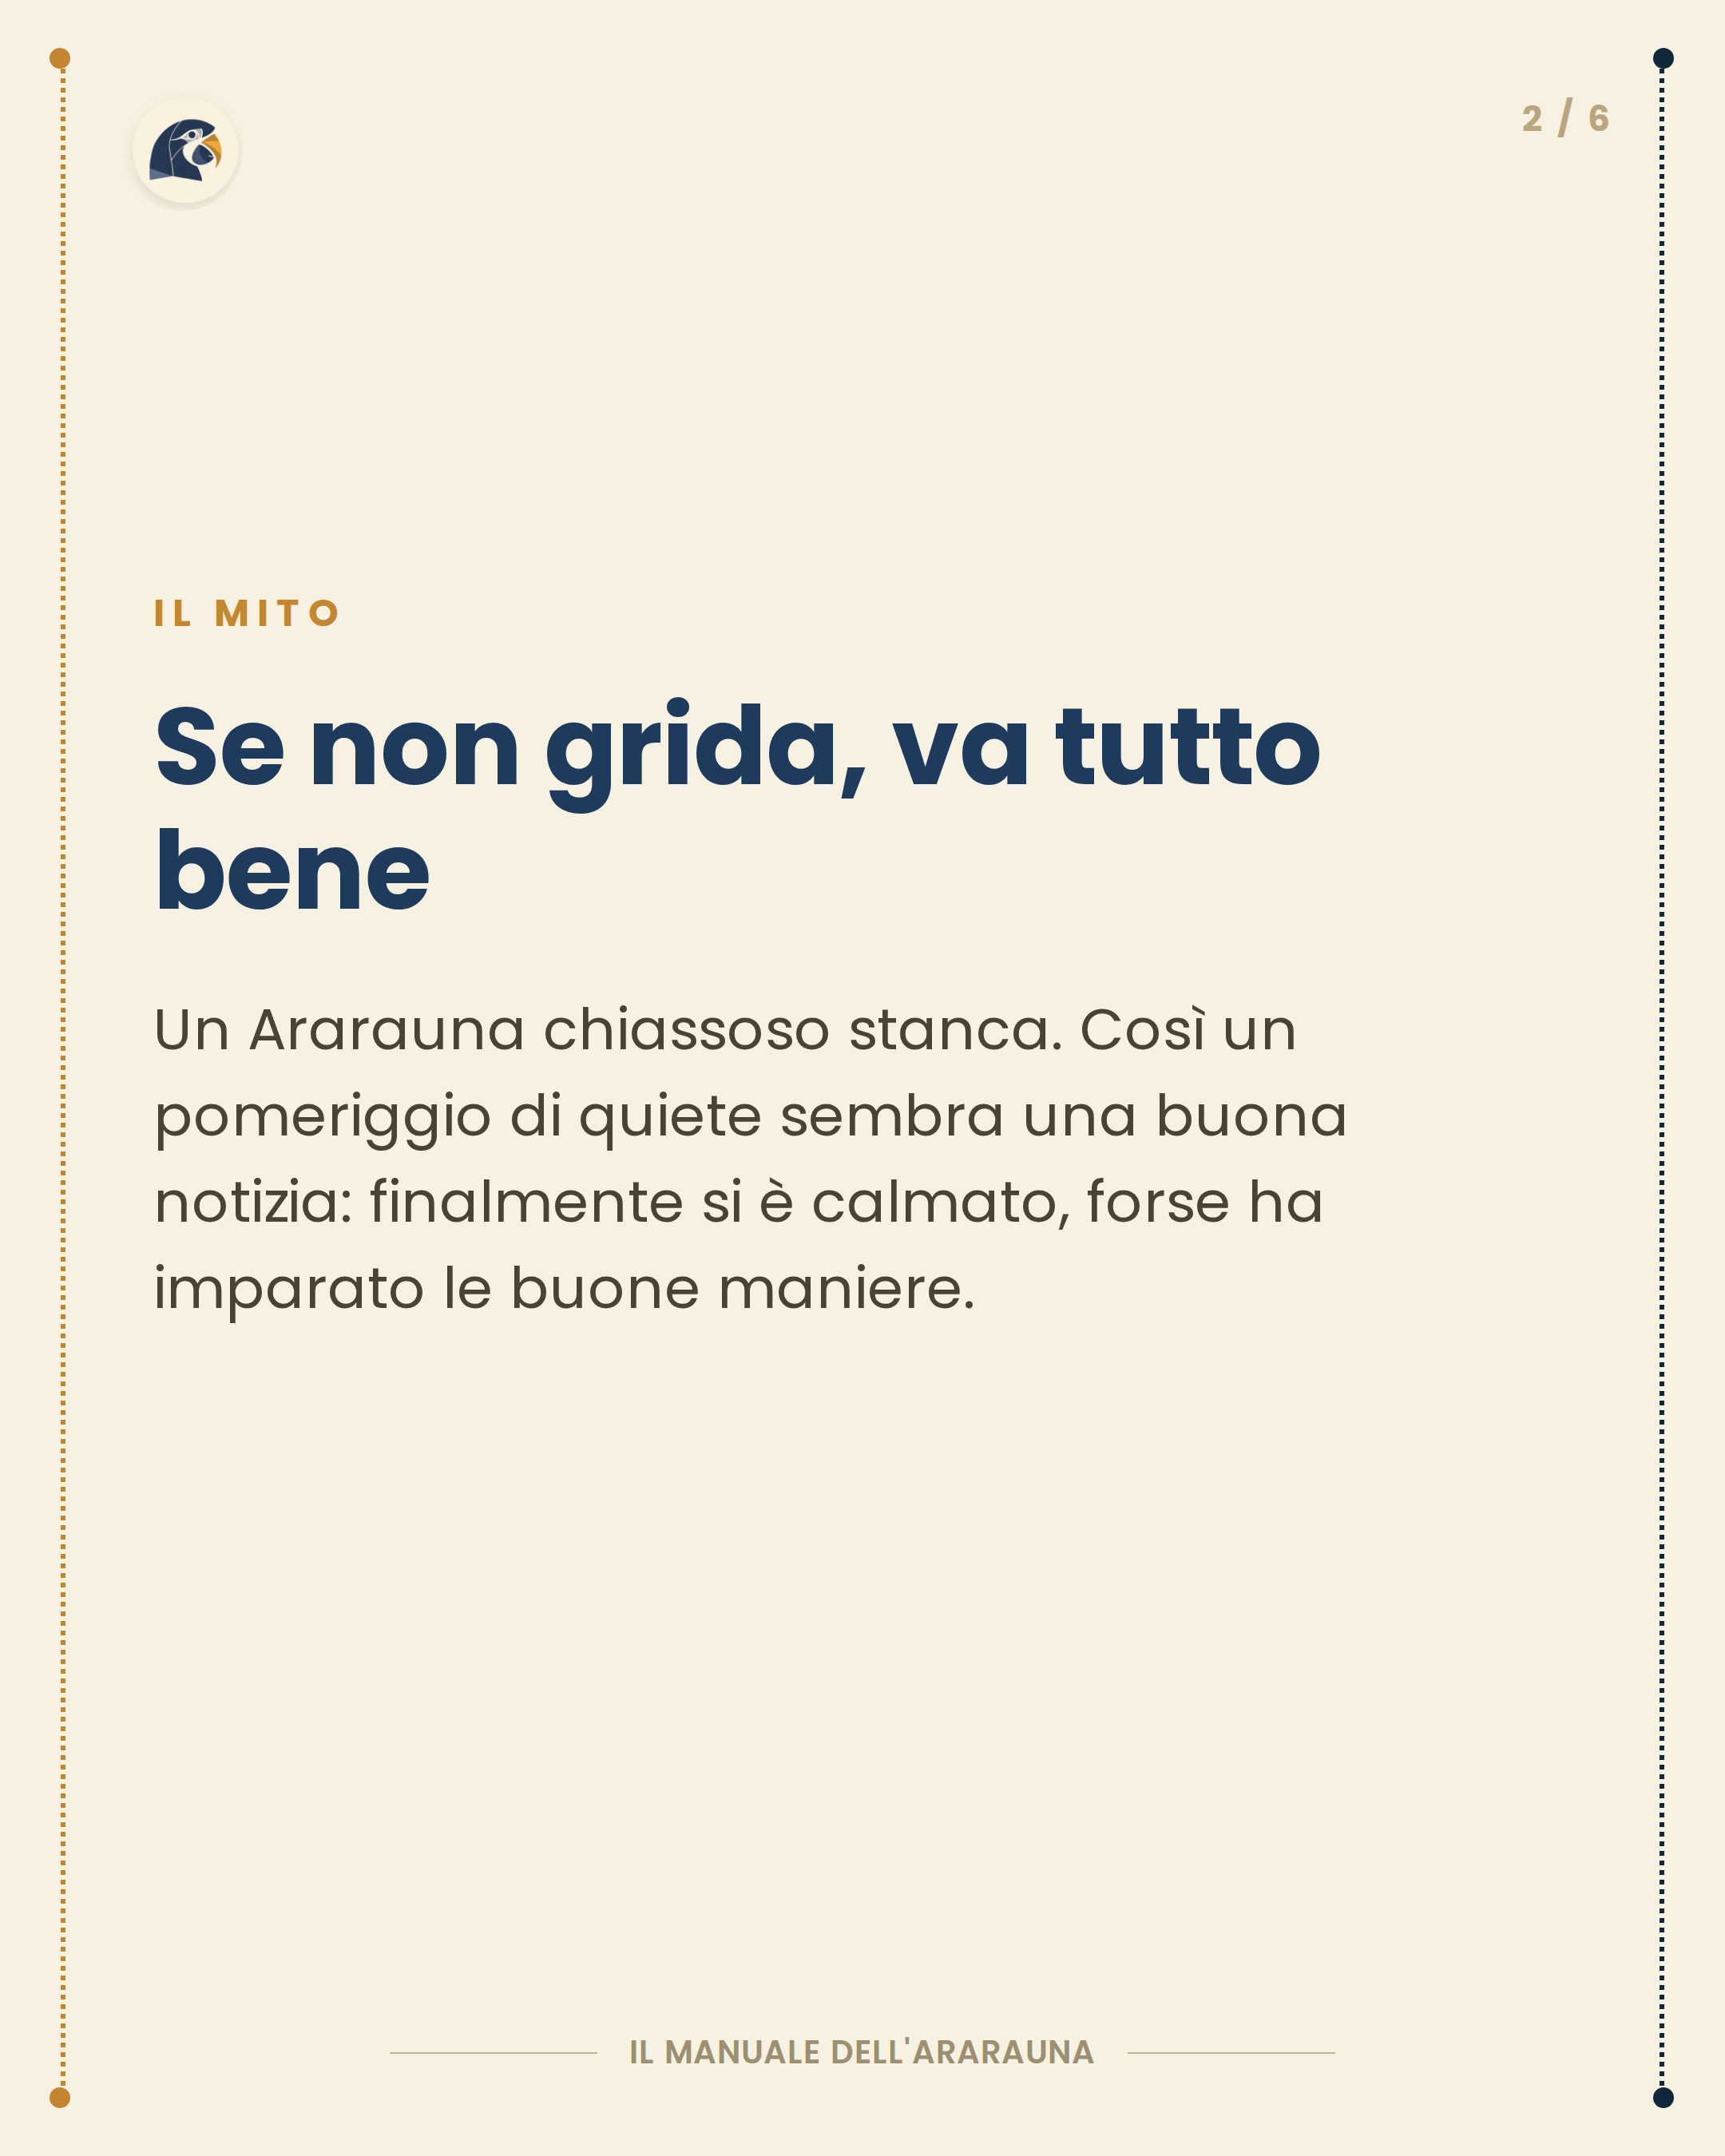 2 / 6
IL MITO
Se non grida, va tutto
bene
Un Ararauna chiassoso stanca. Così un
pomeriggio di quiete sembra una buona
notizia: finalmente si è calmato, forse ha
imparato le buone maniere.
IL MANUALE DELL'ARARAUNA